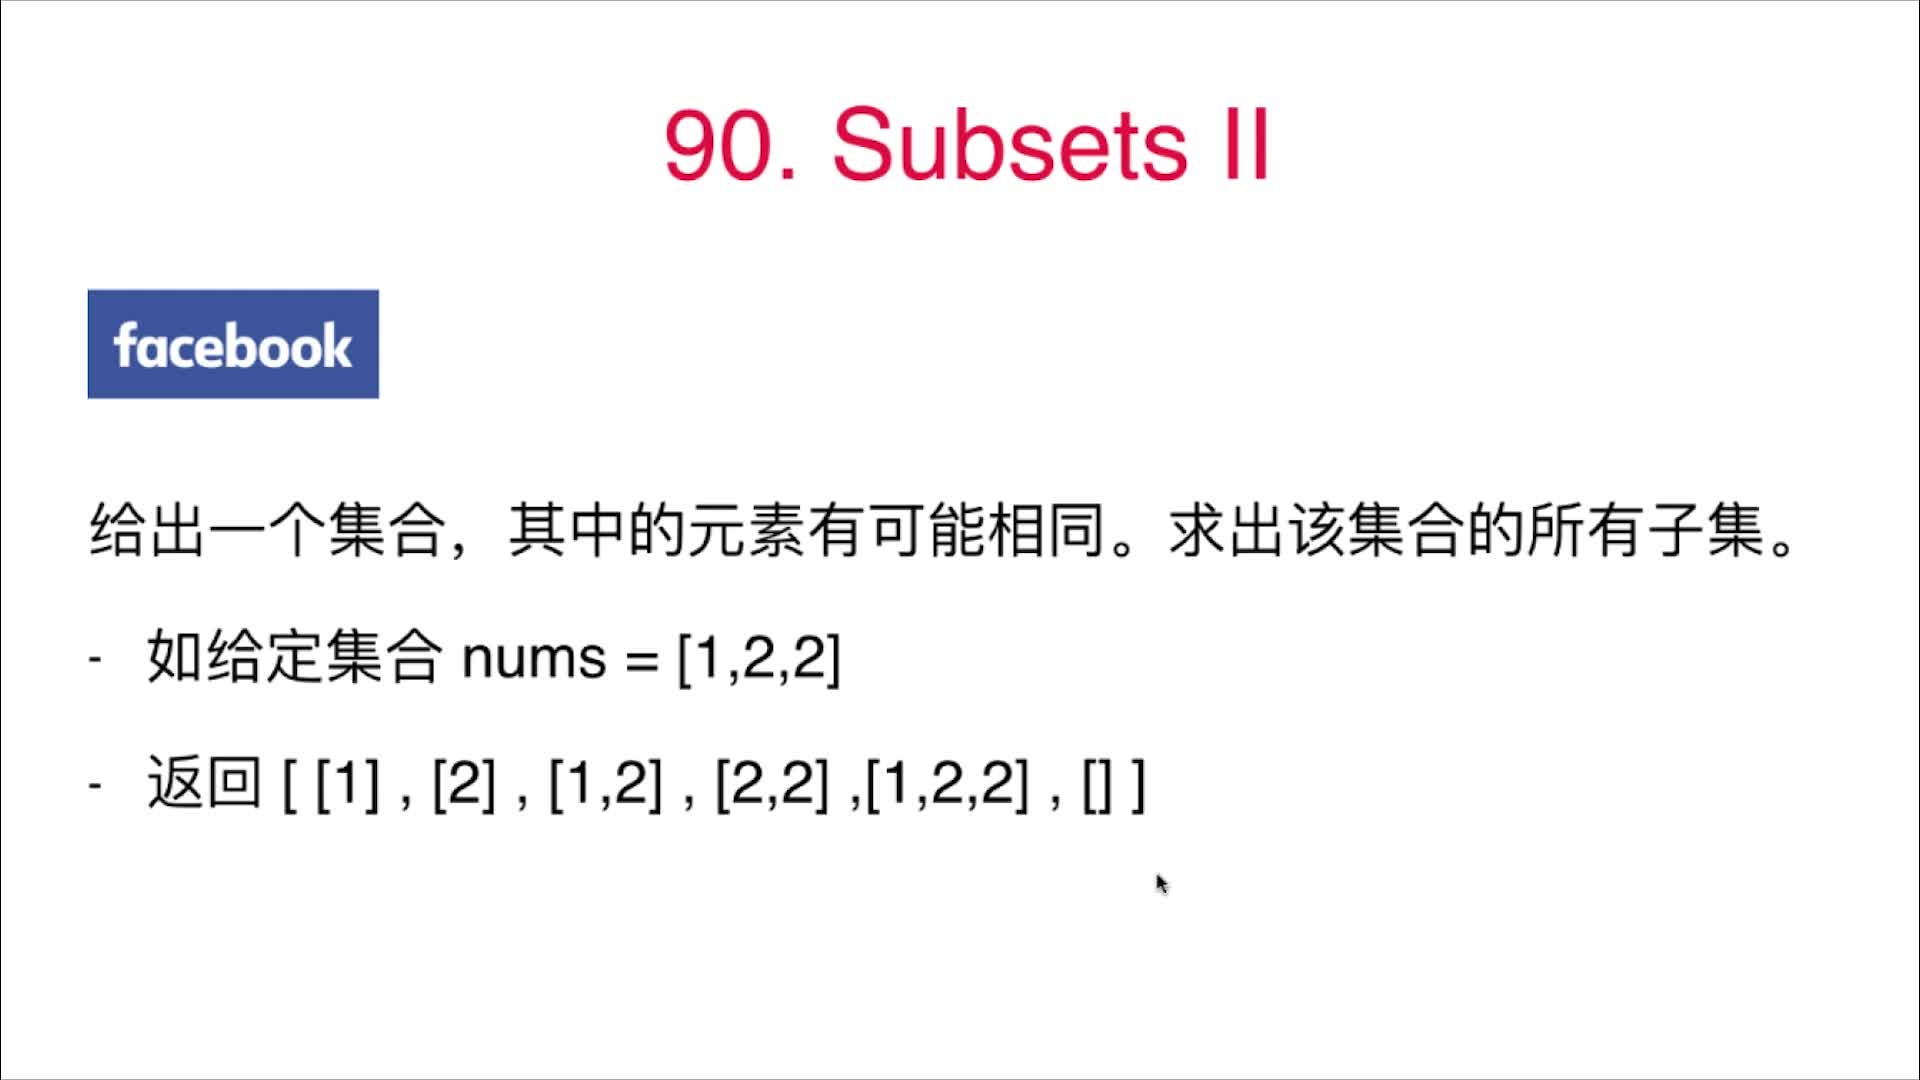 90. Subsets II
facebook
给出一个集合，其中的元素有可能相同。求出该集合的所有子集。
- 如给定集合 nums = [1,2,2]
- 返回 [ [1] , [2] , [1,2] , [2,2] ,[1,2,2] , [] ]